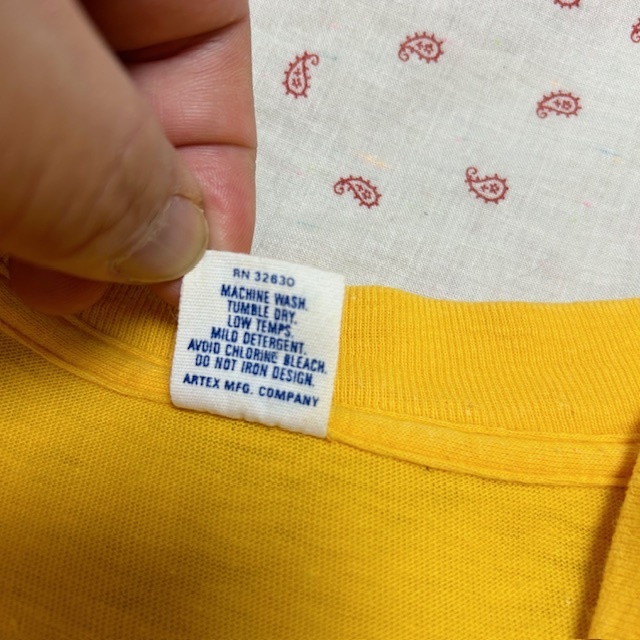 RN 32630
MACHINE WASH.
TUMBLE DRY.
LOW TEMPS.
MILD DETERGENT.
AVOID CHLORINE BLEACH.
DO NOT IRON DESIGN.
ARTEX MFG. COMPANY